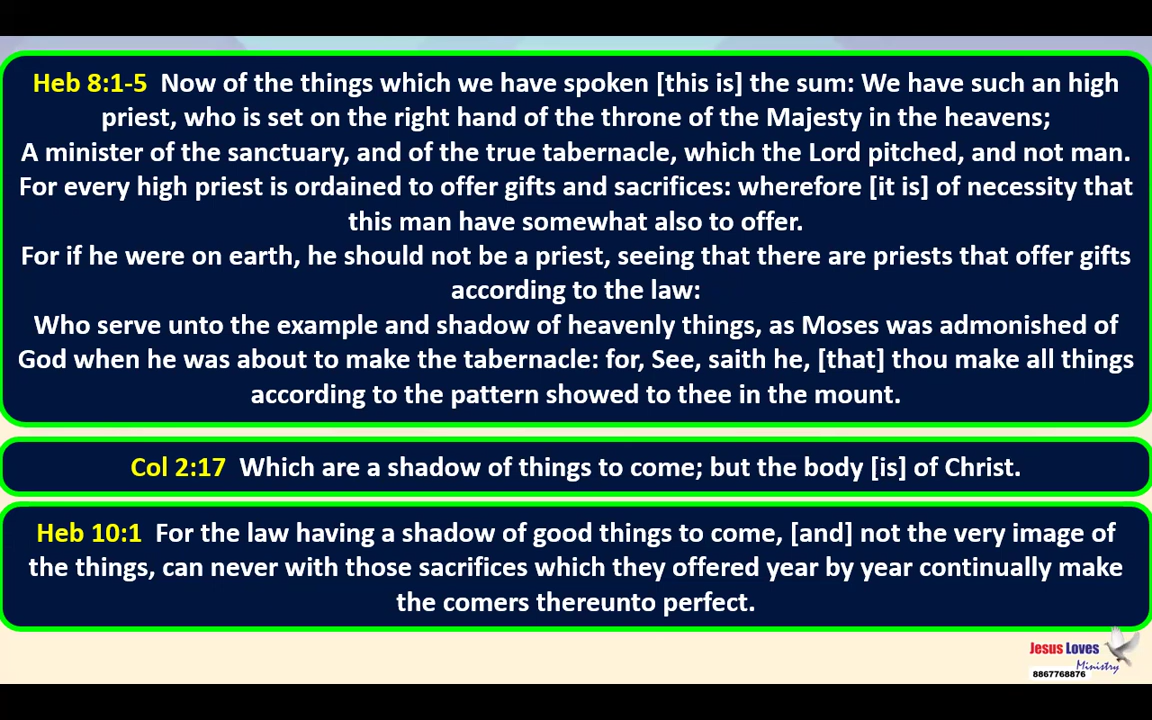 Heb 8:1-5 Now of the things which we have spoken [this is] the sum: We have such an high
priest, who is set on the right hand of the throne of the Majesty in the heavens;
A minister of the sanctuary, and of the true tabernacle, which the Lord pitched, and not man.
For every high priest is ordained to offer gifts and sacrifices: wherefore [it is] of necessity that
this man have somewhat also to offer.
For if he were on earth, he should not be a priest, seeing that there are priests that offer gifts
according to the law:
Who serve unto the example and shadow of heavenly things, as Moses was admonished of
God when he was about to make the tabernacle: for, See, saith he, [that] thou make all things
according to the pattern showed to thee in the mount.
Col 2:17 Which are a shadow of things to come; but the body [is] of Christ.
Heb 10:1 For the law having a shadow of good things to come, [and] not the very image of
the things, can never with those sacrifices which they offered year by year continually make
the comers thereunto perfect.
Jesus Loves
Ministry
8867768876